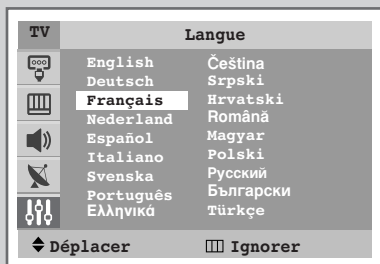 TV Langue
English
Deutsch
Français
Nederland
Español
Italiano
Svenska
Português
Ελληνικά
Čeština
Srpski
Hrvatski
Română
Magyar
Polski
Русский
Български
Türkçe
Déplacer Ignorer